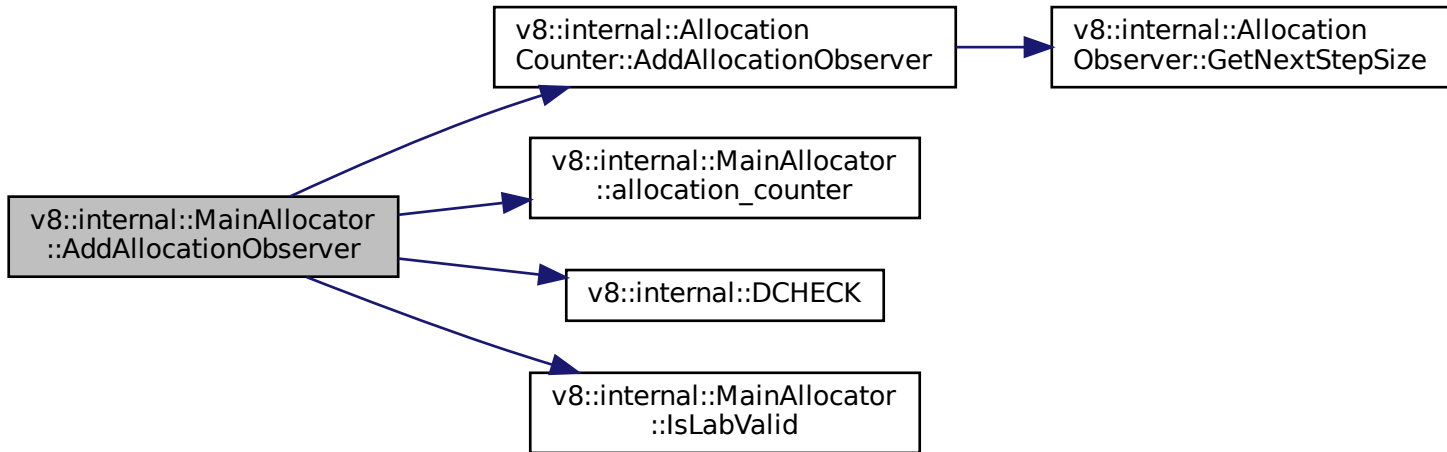 v8::internal::MainAllocator
::AddAllocationObserver
v8::internal::Allocation
Counter::AddAllocationObserver
v8::internal::Allocation
Observer::GetNextStepSize
v8::internal::MainAllocator
::allocation_counter
v8::internal::DCHECK
v8::internal::MainAllocator
::IsLabValid